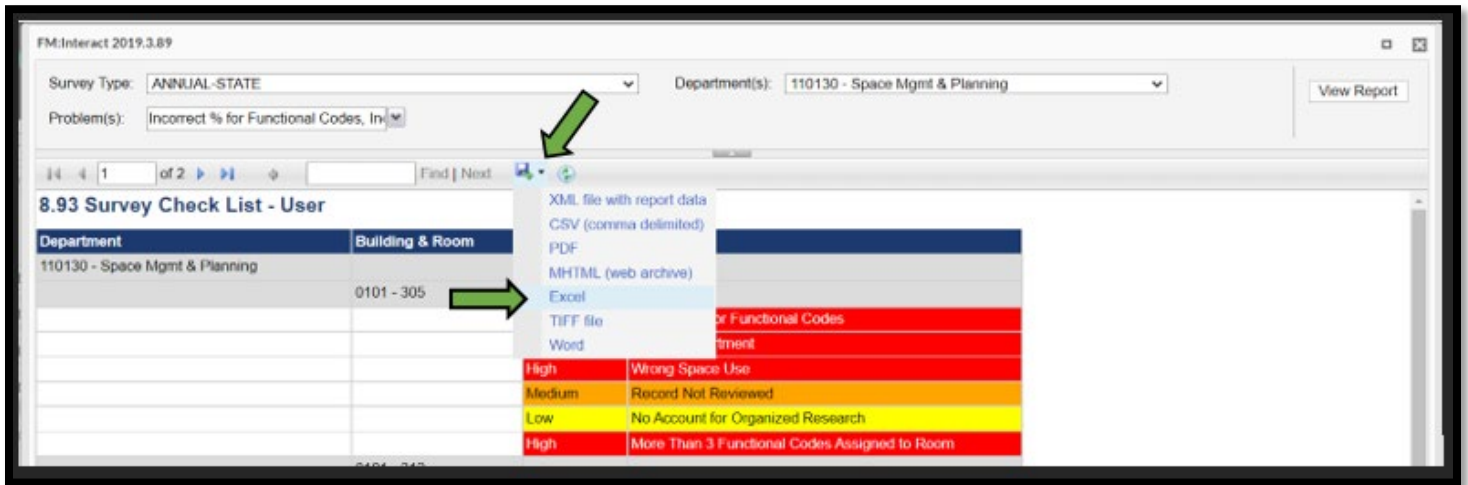 FM:Interact 2019.3.89
Survey Type: ANNUAL-STATE Department(s): 110130 - Space Mgmt & Planning View Report
Problem(s): Incorrect % for Functional Codes, In
1 of 2 Find | Next
8.93 Survey Check List - User
XML file with report data
CSV (comma delimited)
PDF
MHTML (web archive)
Excel
TIFF file
Word
Department Building & Room
110130 - Space Mgmt & Planning
0101 - 305
or Functional Codes
tment
High Wrong Space Use
Medium Record Not Reviewed
Low No Account for Organized Research
High More Than 3 Functional Codes Assigned to Room